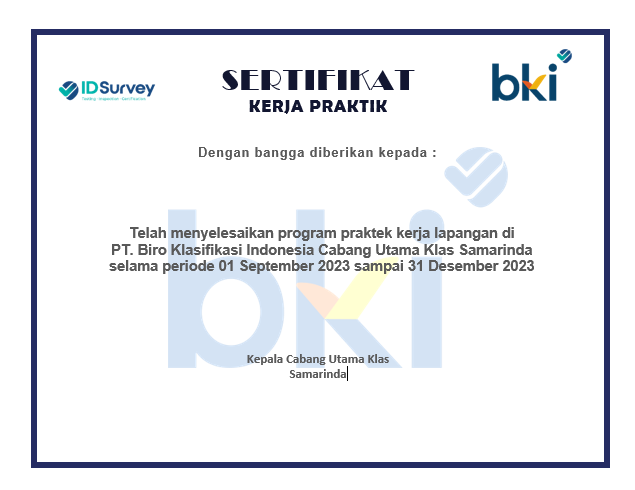 IDSurvey
Testing - Inspection - Certification
SERTIFIKAT
KERJA PRAKTIK
bki
Dengan bangga diberikan kepada :
Telah menyelesaikan program praktek kerja lapangan di
PT. Biro Klasifikasi Indonesia Cabang Utama Klas Samarinda
selama periode 01 September 2023 sampai 31 Desember 2023
bki
Kepala Cabang Utama Klas
Samarinda